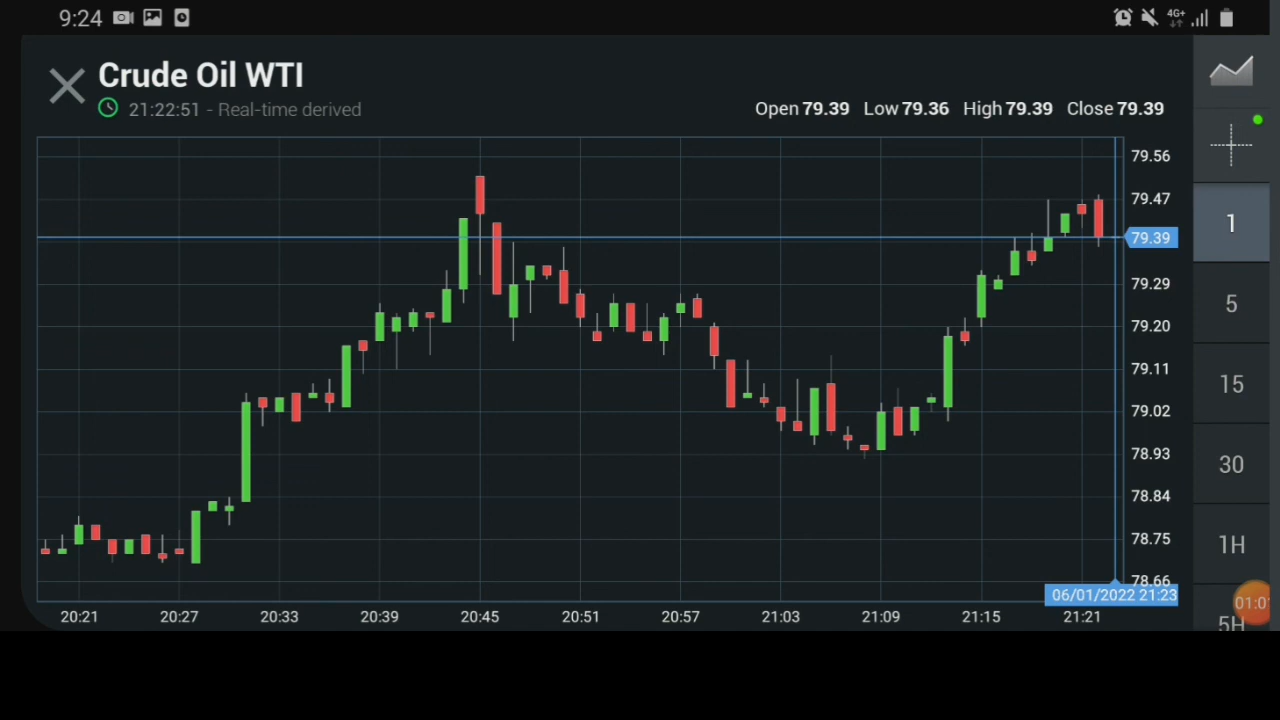 9:24
4G+
Crude Oil WTI
21:22:51 - Real-time derived
Open 79.39 Low 79.36 High 79.39 Close 79.39
79.56
79.47
79.39
79.29
79.20
79.11
79.02
78.93
78.84
78.75
78.66
06/01/2022 21:23
20:21 20:27 20:33 20:39 20:45 20:51 20:57 21:03 21:09 21:15 21:21
1
5
15
30
1H
01:01
5H